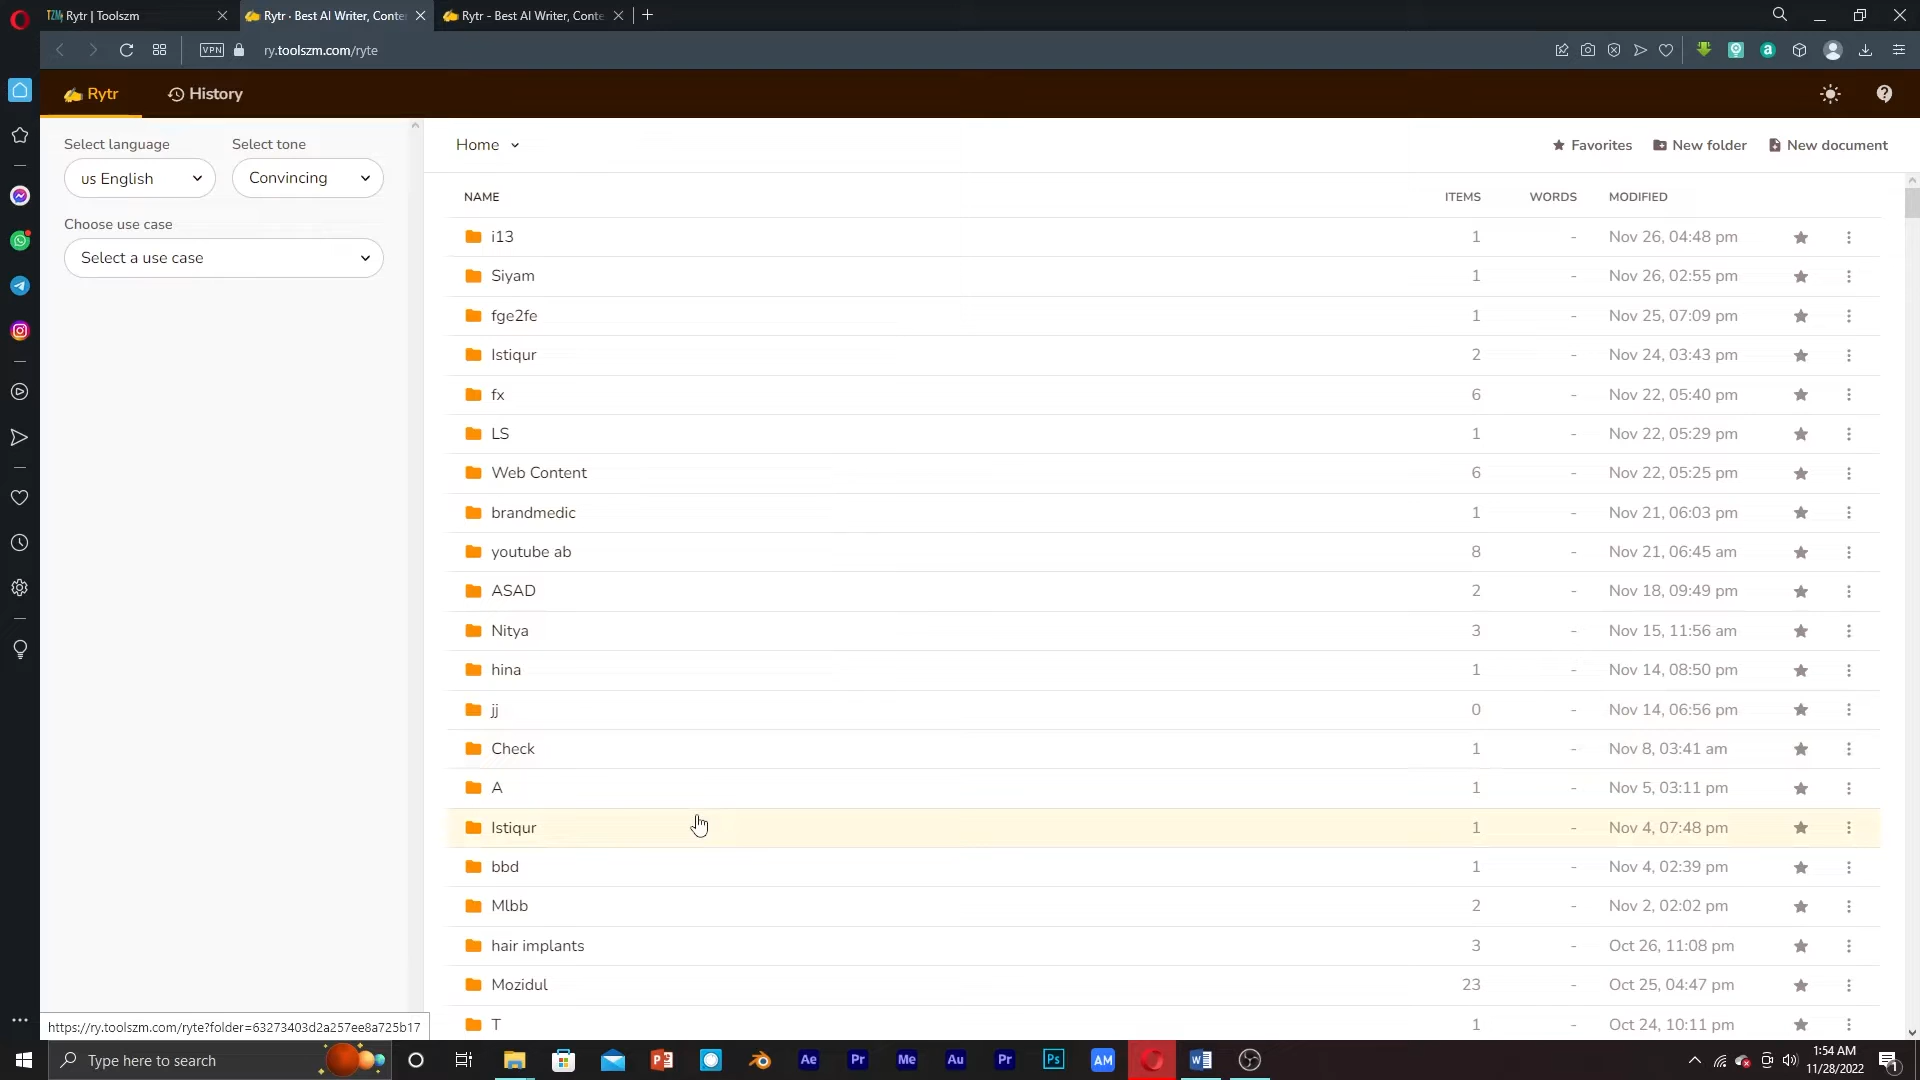 Rytr | Toolszm
Rytr · Best AI Writer, Conte
Rytr - Best AI Writer, Conte
VPN
ry.toolszm.com/ryte
Rytr
History
Select language
Select tone
us English
Convincing
Choose use case
Select a use case
Home
Favorites
New folder
New document
NAME ITEMS WORDS MODIFIED
i13 1 - Nov 26, 04:48 pm
Siyam 1 - Nov 26, 02:55 pm
fge2fe 1 - Nov 25, 07:09 pm
Istiqur 2 - Nov 24, 03:43 pm
fx 6 - Nov 22, 05:40 pm
LS 1 - Nov 22, 05:29 pm
Web Content 6 - Nov 22, 05:25 pm
brandmedic 1 - Nov 21, 06:03 pm
youtube ab 8 - Nov 21, 06:45 am
ASAD 2 - Nov 18, 09:49 pm
Nitya 3 - Nov 15, 11:56 am
hina 1 - Nov 14, 08:50 pm
jj 0 - Nov 14, 06:56 pm
Check 1 - Nov 8, 03:41 am
A 1 - Nov 5, 03:11 pm
Istiqur 1 - Nov 4, 07:48 pm
bbd 1 - Nov 4, 02:39 pm
Mlbb 2 - Nov 2, 02:02 pm
hair implants 3 - Oct 26, 11:08 pm
Mozidul 23 - Oct 25, 04:47 pm
T 1 - Oct 24, 10:11 pm
https://ry.toolszm.com/ryte?folder=63273403d2a257ee8a725b17
Type here to search
Ae
Pr
Me
Au
Pr
Ps
AM
1:54 AM
11/28/2022
1